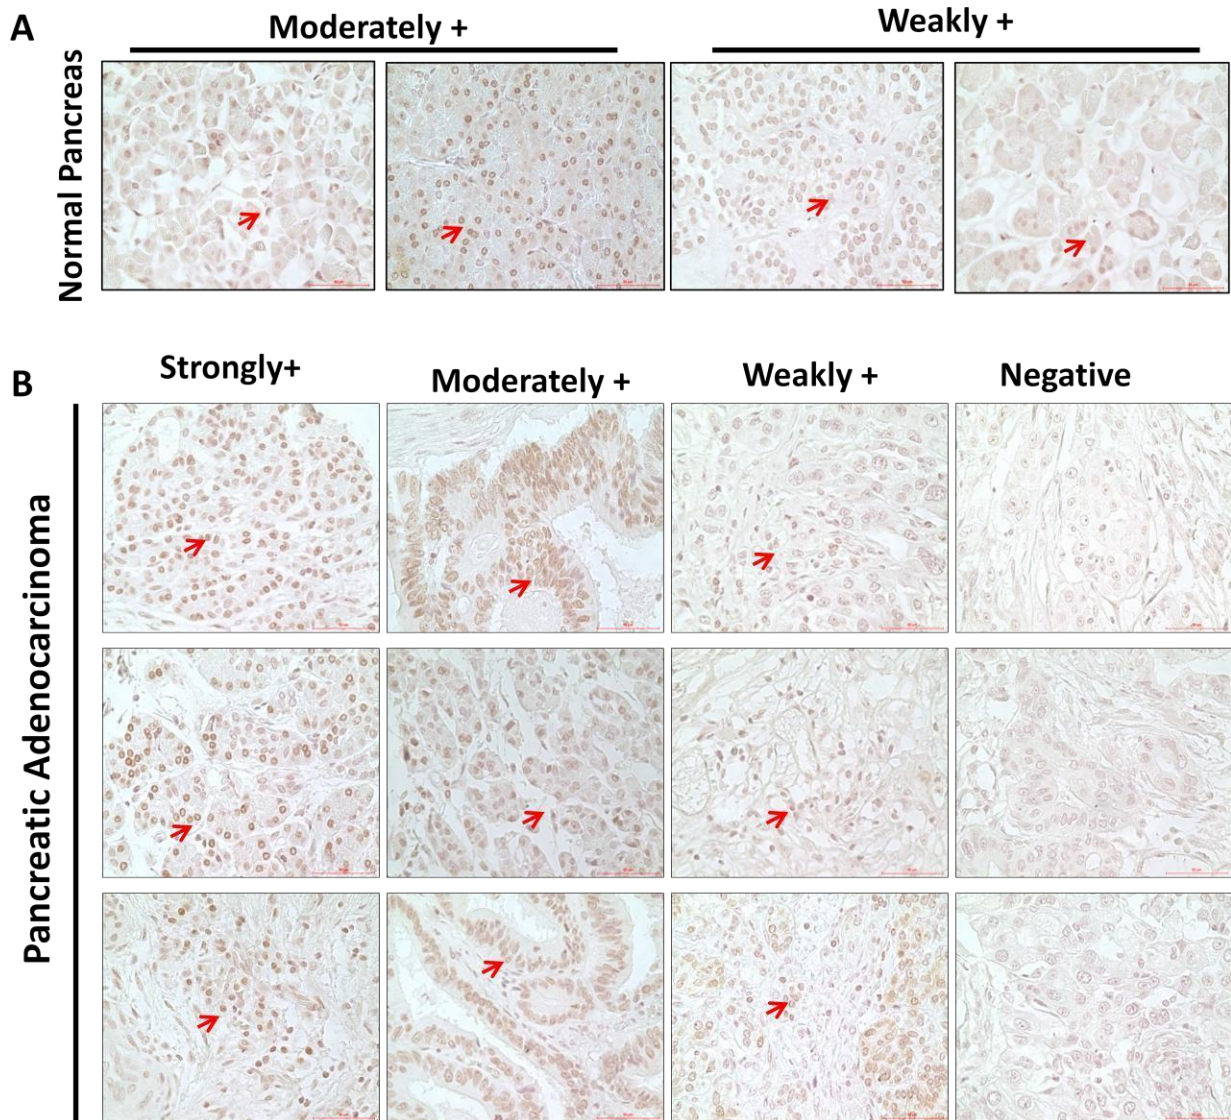 A
Moderately +
Weakly +
Normal Pancreas
B
Strongly+
Moderately +
Weakly +
Negative
Pancreatic Adenocarcinoma